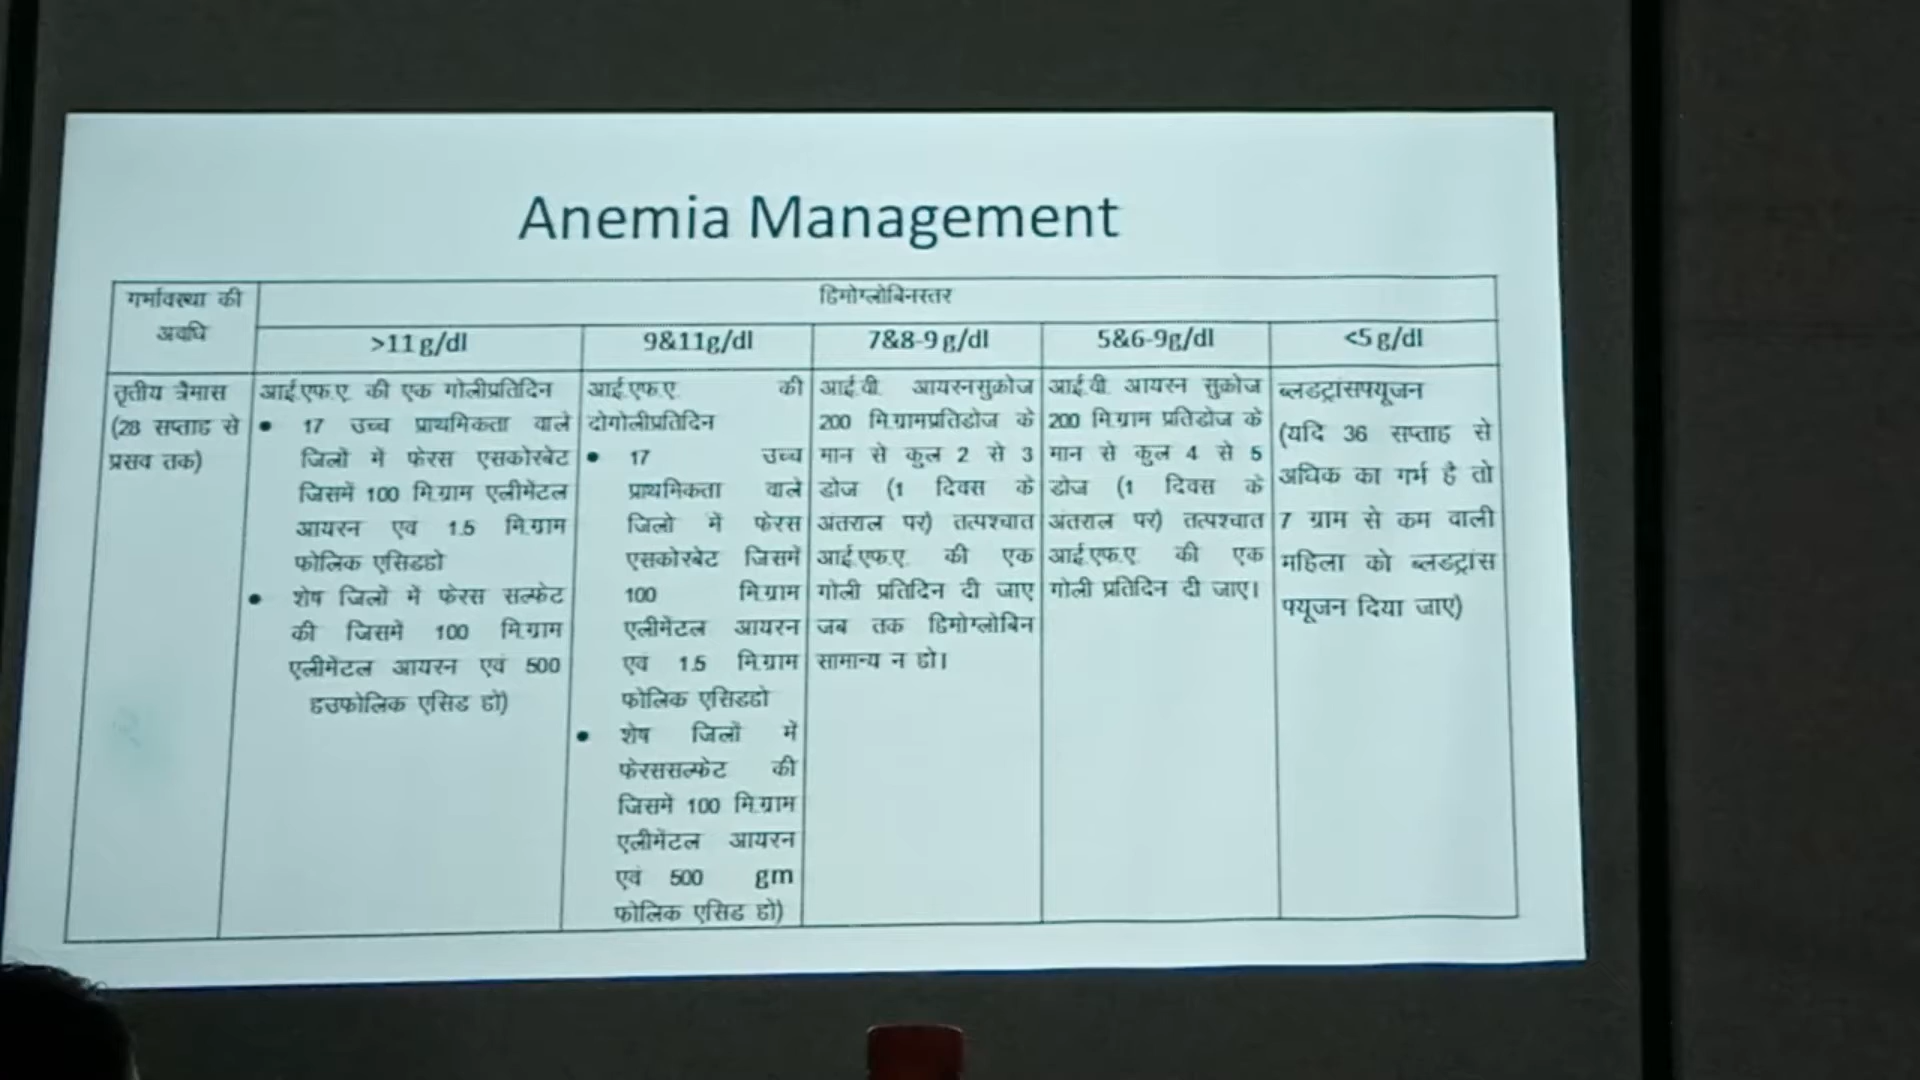 Anemia Management
गर्भावस्था की
अवधि
हिमोग्लोबिनस्तर
>11 g/dl
9&11g/dl
7&8-9 g/dl
5&6-9g/dl
<5 g/dl
तृतीय त्रैमास
(28 सप्ताह से
प्रसव तक)
आई.एफ.ए. की एक गोलीप्रतिदिन
• 17 उच्च प्राथमिकता वाले
जिलों में फेरस एसकोरबेट
जिसमें 100 मि.ग्राम एलीमेंटल
आयरन एवं 1.5 मि.ग्राम
फोलिक एसिडहो
• शेष जिलों में फेरस सल्फेट
की जिसमें 100 मि.ग्राम
एलीमेंटल आयरन एवं 500
हउफोलिक एसिड हो)
आई.एफ.ए. की
दोगोलीप्रतिदिन
• 17 उच्च
प्राथमिकता वाले
जिलो में फेरस
एसकोरबेट जिसमें
100 मि.ग्राम
एलीमेंटल आयरन
एवं 1.5 मि.ग्राम
फोलिक एसिडहो
• शेष जिलों में
फेरससल्फेट की
जिसमें 100 मि.ग्राम
एलीमेंटल आयरन
एवं 500 gm
फोलिक एसिड हो)
आई.वी. आयरनसुक्रोज
200 मि.ग्रामप्रतिडोज के
मान से कुल 2 से 3
डोज (1 दिवस के
अंतराल पर) तत्पश्चात
आई.एफ.ए. की एक
गोली प्रतिदिन दी जाए
जब तक हिमोग्लोबिन
सामान्य न हो।
आई.वी. आयरन सुक्रोज
200 मि.ग्राम प्रतिडोज के
मान से कुल 4 से 5
डोज (1 दिवस के
अंतराल पर) तत्पश्चात
आई.एफ.ए. की एक
गोली प्रतिदिन दी जाए।
ब्लडट्रांसफ्यूजन
(यदि 36 सप्ताह से
अधिक का गर्भ है तो
7 ग्राम से कम वाली
महिला को ब्लडट्रांस
फ्यूजन दिया जाए)